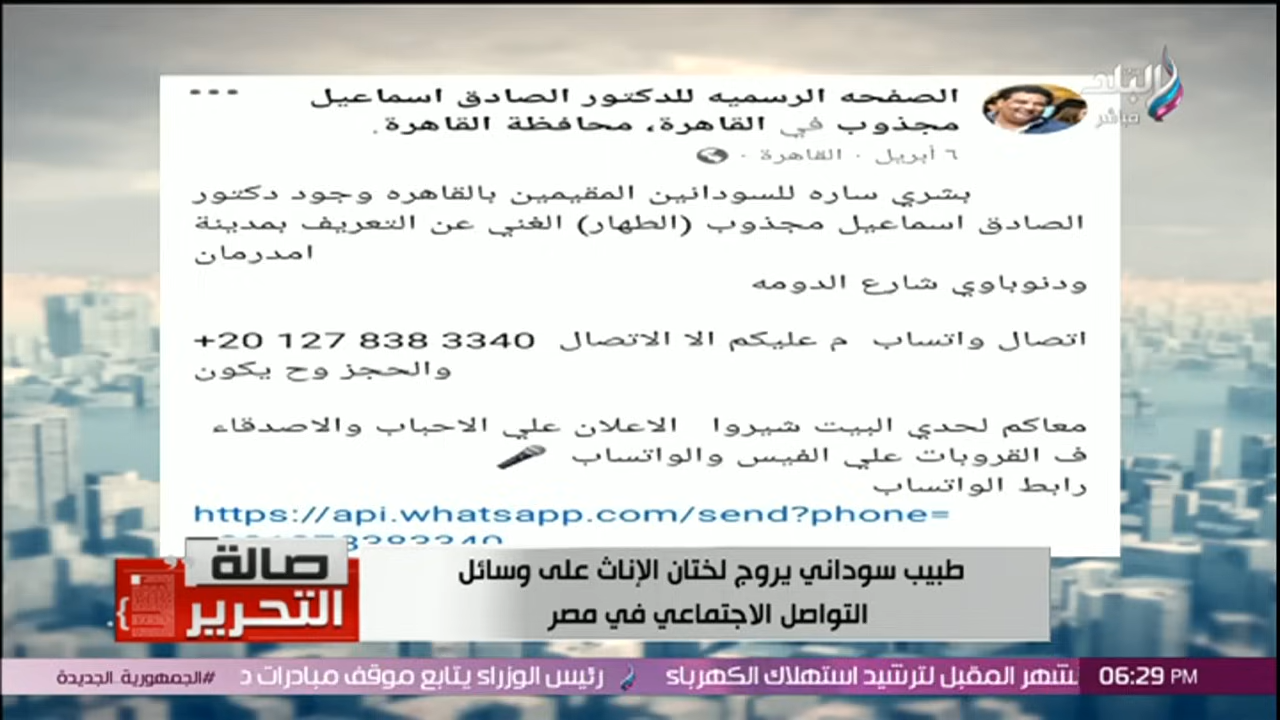 البلد
مباشر
الصفحه الرسميه للدكتور الصادق اسماعيل
مجذوب في القاهرة، محافظة القاهرة.
٦ أبريل · القاهرة ·
بشري ساره للسودانين المقيمين بالقاهره وجود دكتور
الصادق اسماعيل مجذوب (الطهار) الغني عن التعريف بمدينة
امدرمان
ودنوباوي شارع الدومه
اتصال واتساب م عليكم الا الاتصال +20 127 838 3340
والحجز وح يكون
معاكم لحدي البيت شيروا الاعلان علي الاحباب والاصدقاء
ف القروبات علي الفيس والواتساب
رابط الواتساب
https://api.whatsapp.com/send?phone=
صالة
التحرير
طبيب سوداني يروج لختان الإناث على وسائل
التواصل الاجتماعي في مصر
06:29 PM
لشهر المقبل لترشيد استهلاك الكهرباء رئيس الوزراء يتابع موقف مبادرات د
#الجمهورية_الجديدة